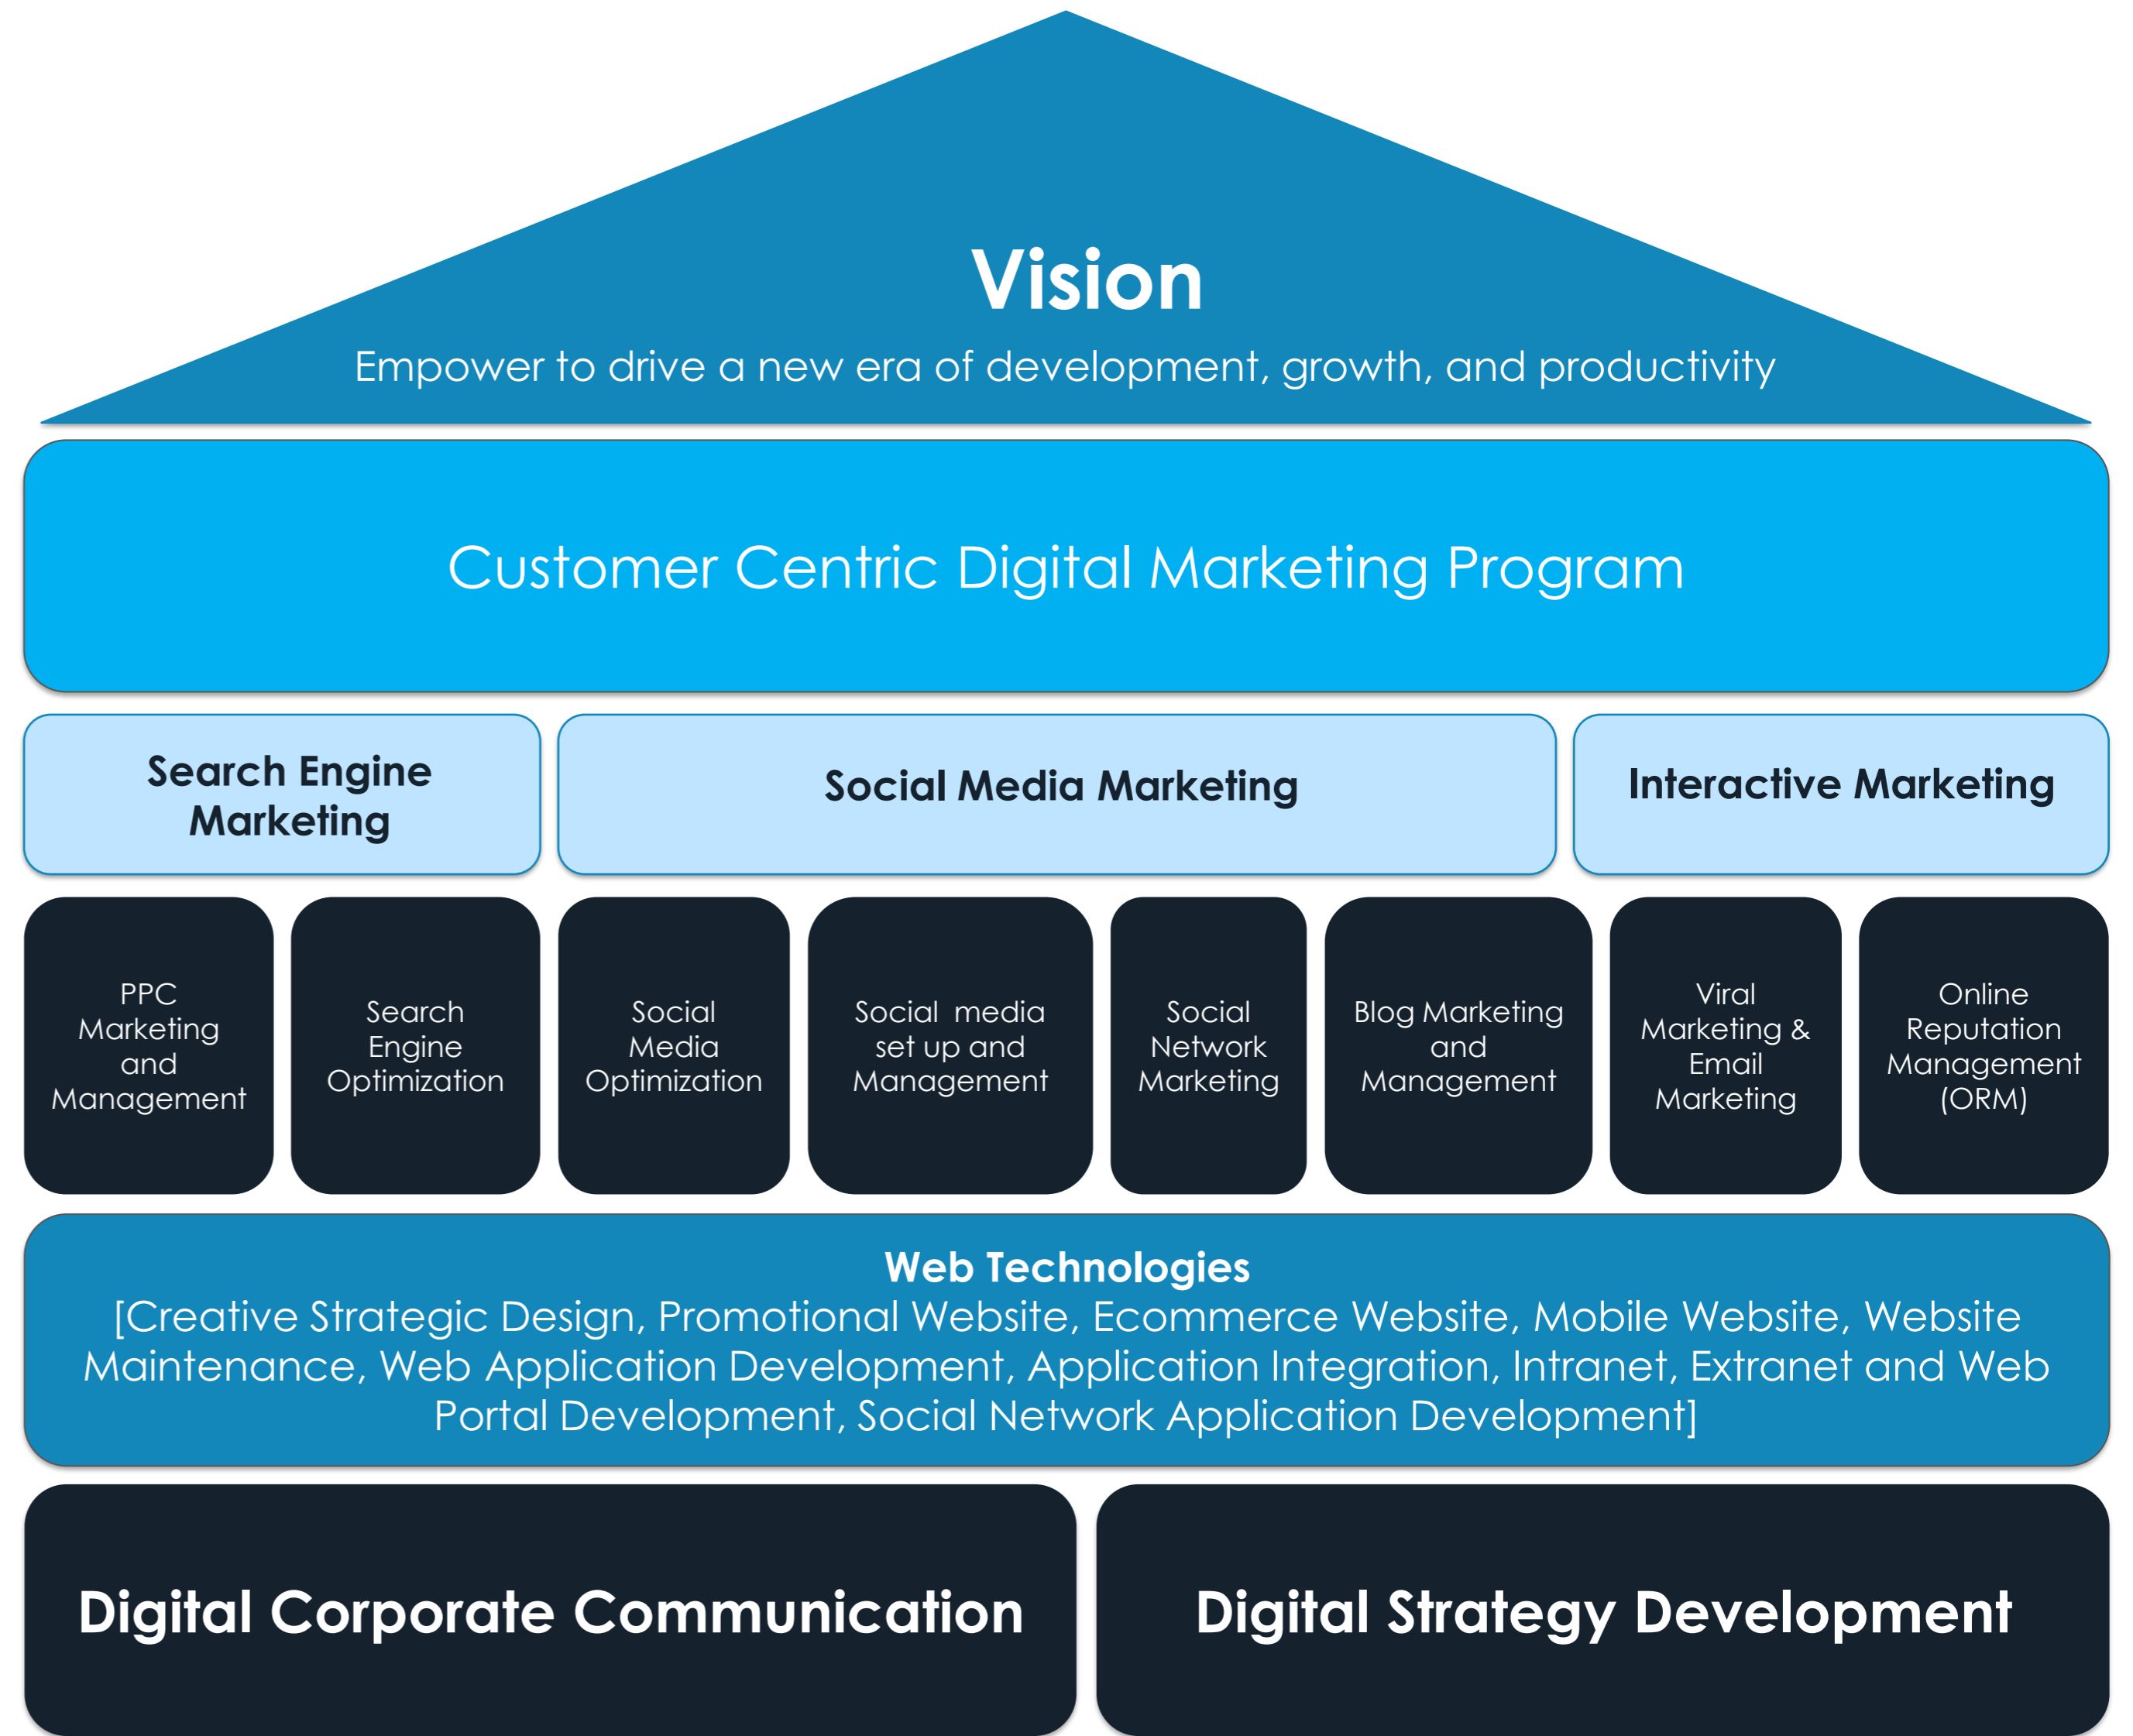 Vision
Empower to drive a new era of development, growth, and productivity
Customer Centric Digital Marketing Program
Search Engine
Marketing
Social Media Marketing
Interactive Marketing
PPC
Marketing
and
Management
Search
Engine
Optimization
Social
Media
Optimization
Social  media
set up and
Management
Social
Network
Marketing
Blog Marketing
and
Management
Viral
Marketing &
Email
Marketing
Online
Reputation
Management
(ORM)
Web Technologies
[Creative Strategic Design, Promotional Website, Ecommerce Website, Mobile Website, Website
Maintenance, Web Application Development, Application Integration, Intranet, Extranet and Web
Portal Development, Social Network Application Development]
Digital Corporate Communication
Digital Strategy Development